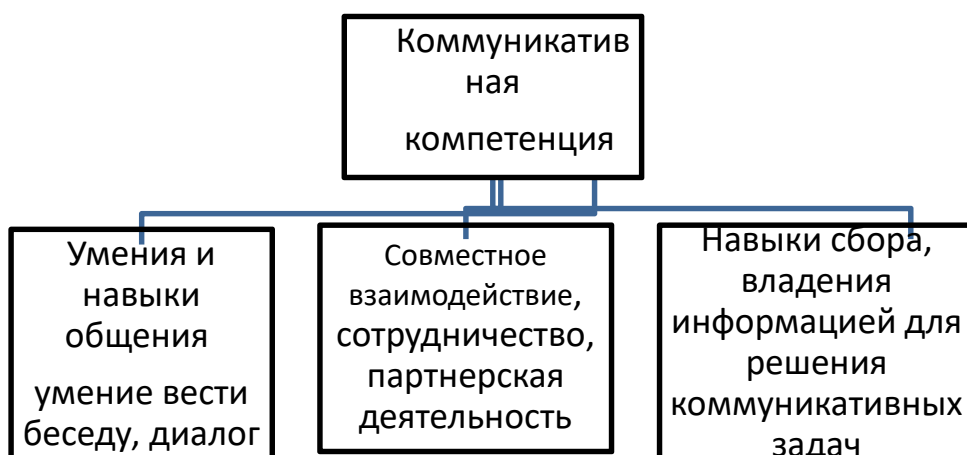 Коммуникатив
ная
компетенция
Умения и
навыки
общения
умение вести
беседу, диалог
Совместное
взаимодействие,
сотрудничество,
партнерская
деятельность
Навыки сбора,
владения
информацией для
решения
коммуникативных
задач